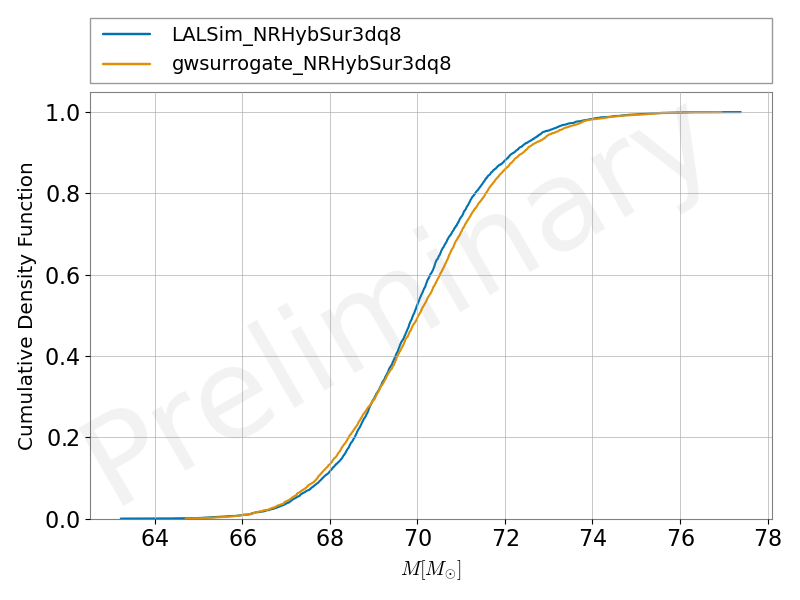 LALSim_NRHybSur3dq8
gwsurrogate_NRHybSur3dq8
1.0
0.8
0.6
0.4
0.2
0.0
Cumulative Density Function
Preliminary
64 66 68 70 72 74 76 78
M[M☉]